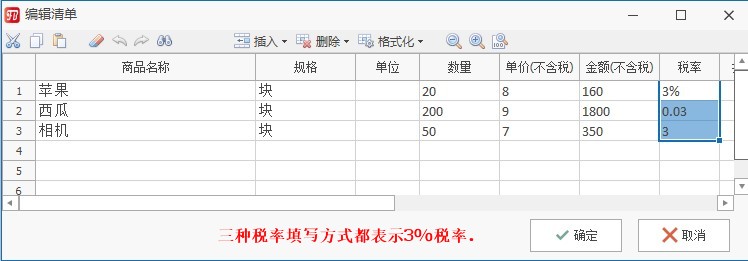 编辑清单
插入 删除 格式化
商品名称 规格 单位 数量 单价(不含税) 金额(不含税) 税率
1 苹果 块 20 8 160 3%
2 西瓜 块 200 9 1800 0.03
3 相机 块 50 7 350 3
4
5
6
三种税率填写方式都表示3%税率. 确定 取消